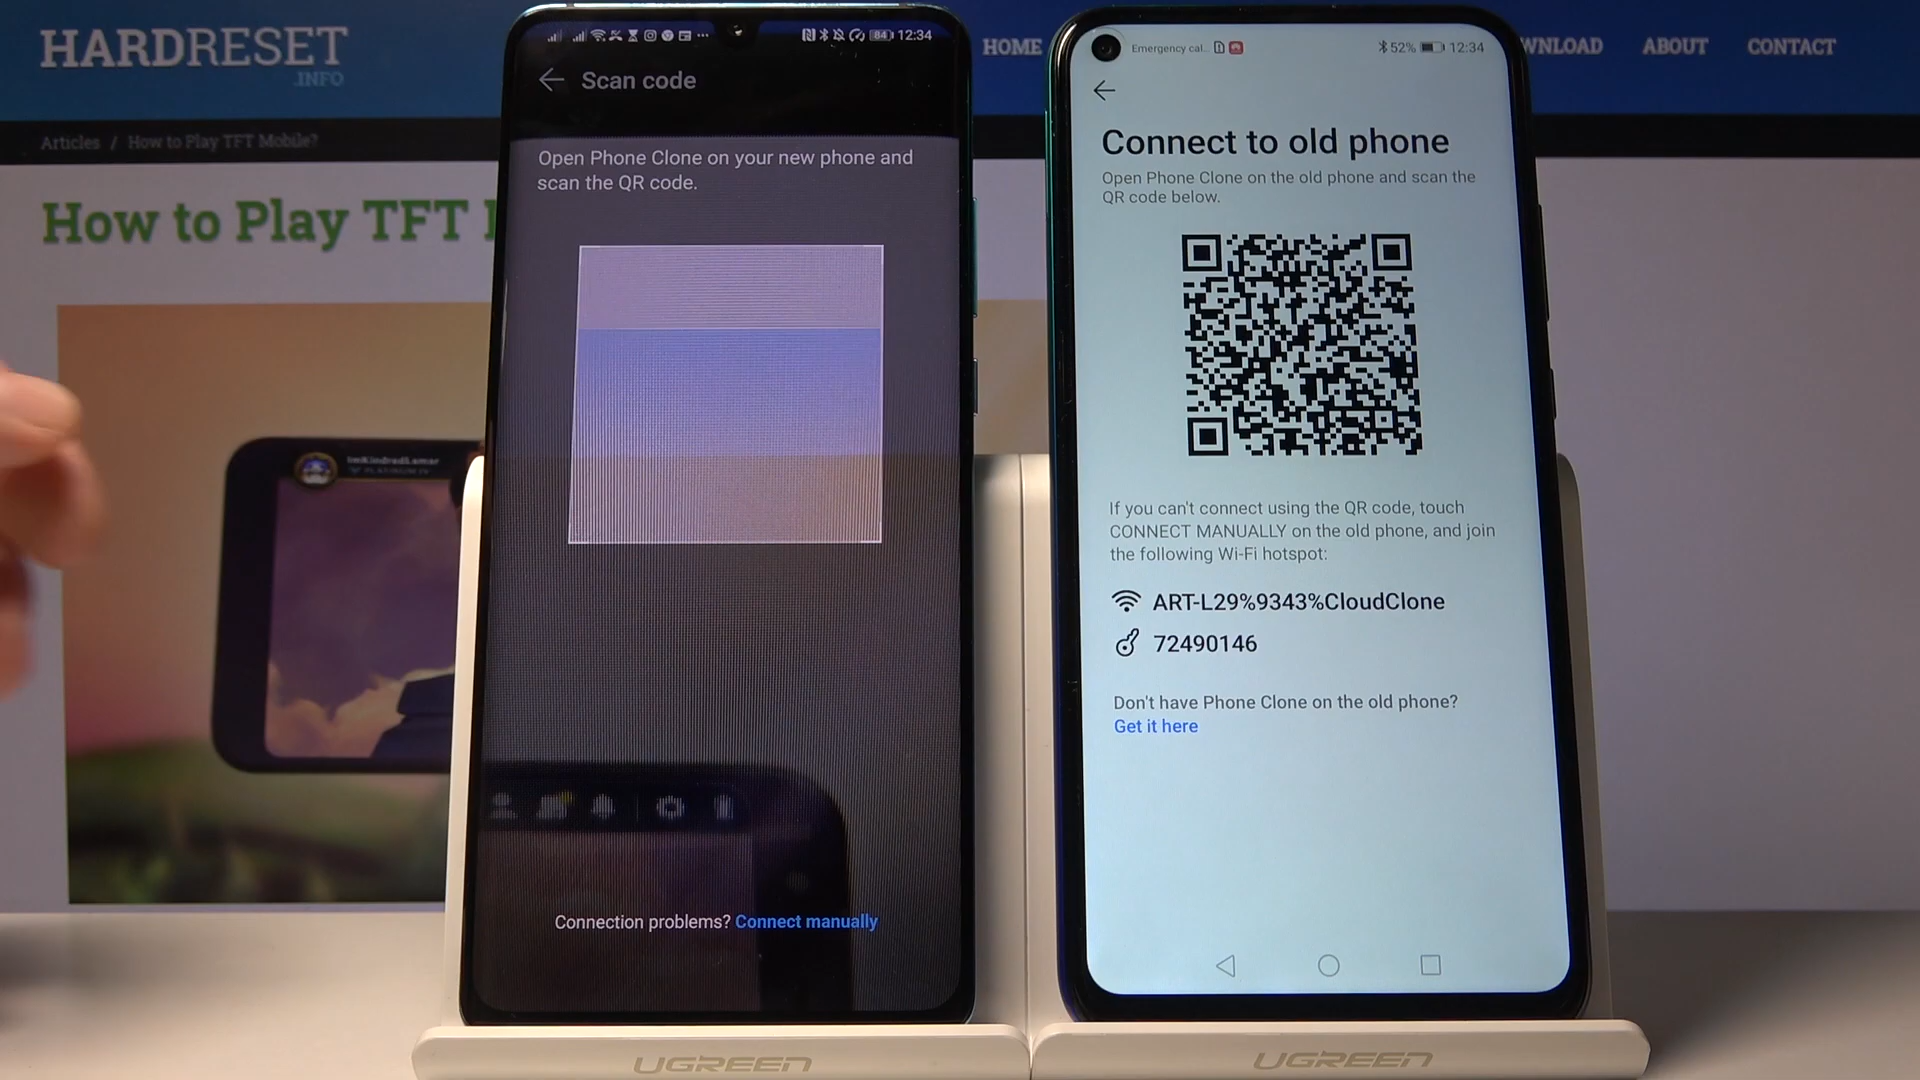 HARDRESET
.INFO
HOME
ABOUT
CONTACT
Articles / How to Play TFT Mobile?
How to Play TFT
84 12:34
Scan code
Open Phone Clone on your new phone and
scan the QR code.
Connection problems? Connect manually
Emergency cal...
52% 12:34
Connect to old phone
Open Phone Clone on the old phone and scan the
QR code below.
If you can't connect using the QR code, touch
CONNECT MANUALLY on the old phone, and join
the following Wi-Fi hotspot:
ART-L29%9343%CloudClone
72490146
Don't have Phone Clone on the old phone?
Get it here
UGREEN
UGREEN